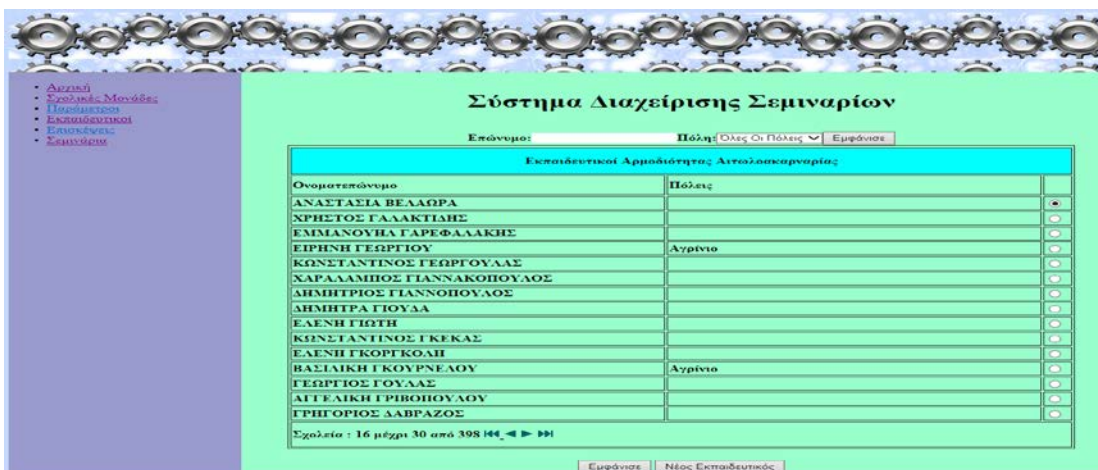 Αρχική
Σχολικές Μονάδες
Παράμετροι
Εκπαιδευτικοί
Επισκέψεις
Σεμινάρια
Σύστημα Διαχείρισης Σεμιναρίων
Επώνυμο: Πόλη: Όλες Οι Πόλεις Εμφάνισε
Εκπαιδευτικοί Αρμοδιότητας Αιτωλοακαρναρίας
Ονοματεπώνυμο Πόλεις
ΑΝΑΣΤΑΣΙΑ ΒΕΛΑΩΡΑ
ΧΡΗΣΤΟΣ ΓΑΛΑΚΤΙΔΗΣ
ΕΜΜΑΝΟΥΗΛ ΓΑΡΕΦΑΛΑΚΗΣ
ΕΙΡΗΝΗ ΓΕΩΡΓΙΟΥ Αγρίνιο
ΚΩΝΣΤΑΝΤΙΝΟΣ ΓΕΩΡΓΟΥΛΑΣ
ΧΑΡΑΛΑΜΠΟΣ ΓΙΑΝΝΑΚΟΠΟΥΛΟΣ
ΔΗΜΗΤΡΙΟΣ ΓΙΑΝΝΟΠΟΥΛΟΣ
ΔΗΜΗΤΡΑ ΓΙΟΥΔΑ
ΕΛΕΝΗ ΓΙΩΤΗ
ΚΩΝΣΤΑΝΤΙΝΟΣ ΓΚΕΚΑΣ
ΕΛΕΝΗ ΓΚΟΡΓΚΟΛΗ
ΒΑΣΙΛΙΚΗ ΓΚΟΥΡΝΕΛΟΥ Αγρίνιο
ΓΕΩΡΓΙΟΣ ΓΟΥΛΑΣ
ΑΓΓΕΛΙΚΗ ΓΡΙΒΟΠΟΥΛΟΥ
ΓΡΗΓΟΡΙΟΣ ΔΑΒΡΑΖΟΣ
Σχολεία : 16 μέχρι 30 από 398
Εμφάνισε Νέος Εκπαιδευτικός